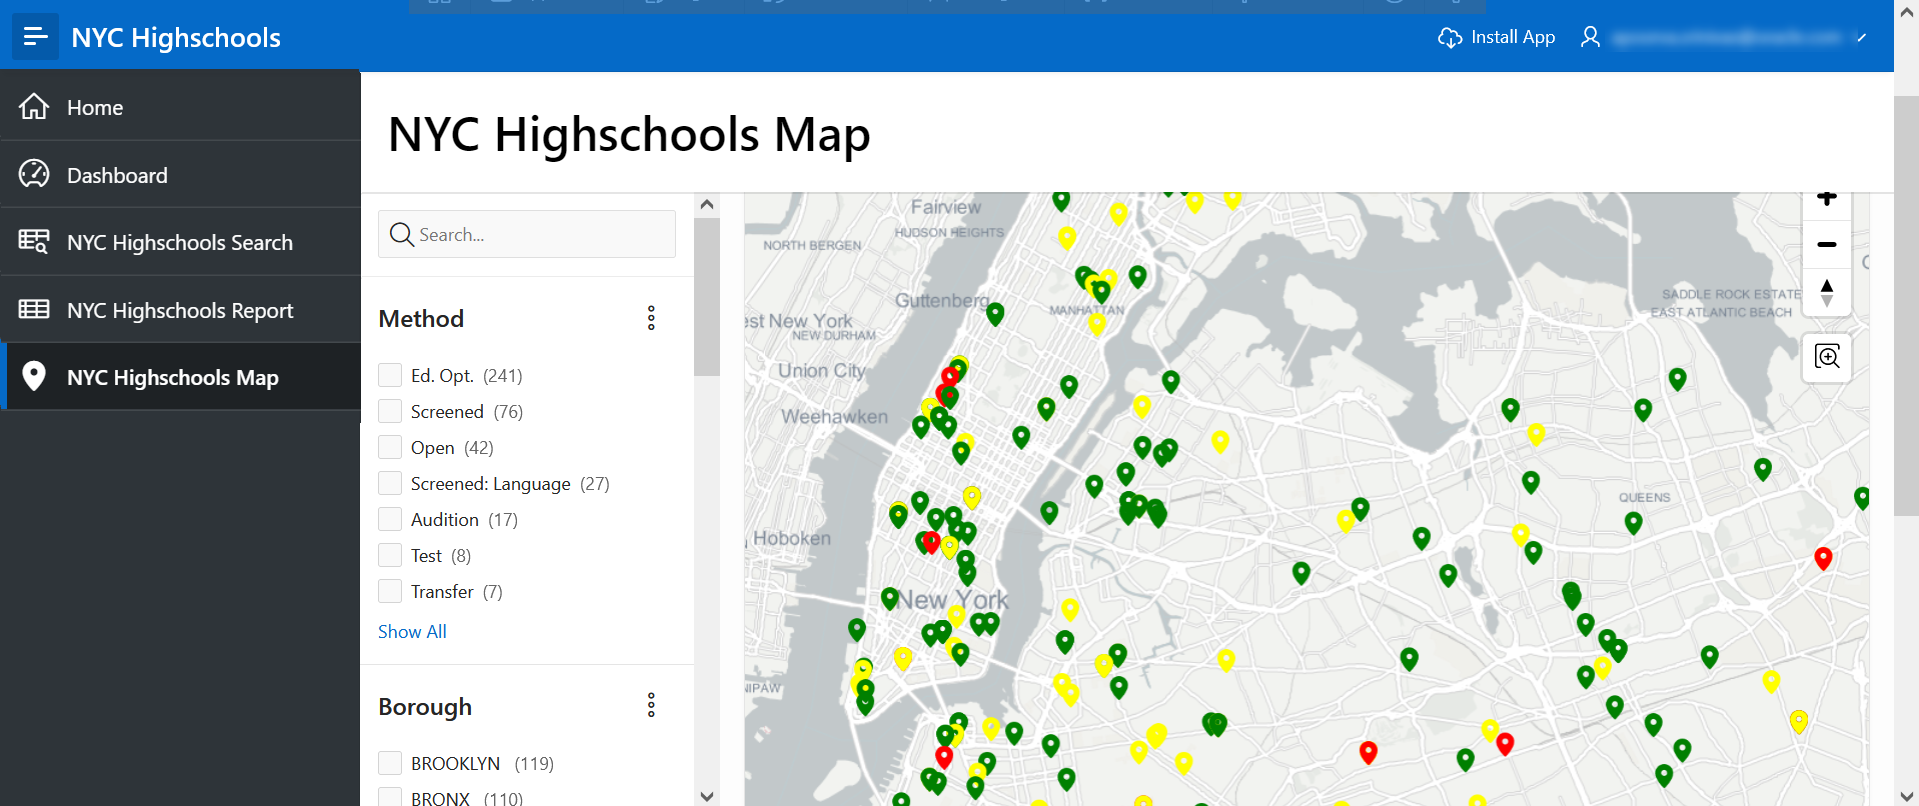 NYC Highschools
Install App
Home
Dashboard
NYC Highschools Search
NYC Highschools Report
NYC Highschools Map
NYC Highschools Map
Search...
Method
Ed. Opt. (241)
Screened (76)
Open (42)
Screened: Language (27)
Audition (17)
Test (8)
Transfer (7)
Show All
Borough
BROOKLYN (119)
BRONX (110)
Fairview
HUDSON HEIGHTS
NORTH BERGEN
Guttenberg
MANHATTAN
est New York
NEW DURHAM
Union City
Weehawken
Hoboken
New York
NIPAW
SADDLE ROCK ESTATE
EAST ATLANTIC BEACH
QUEENS